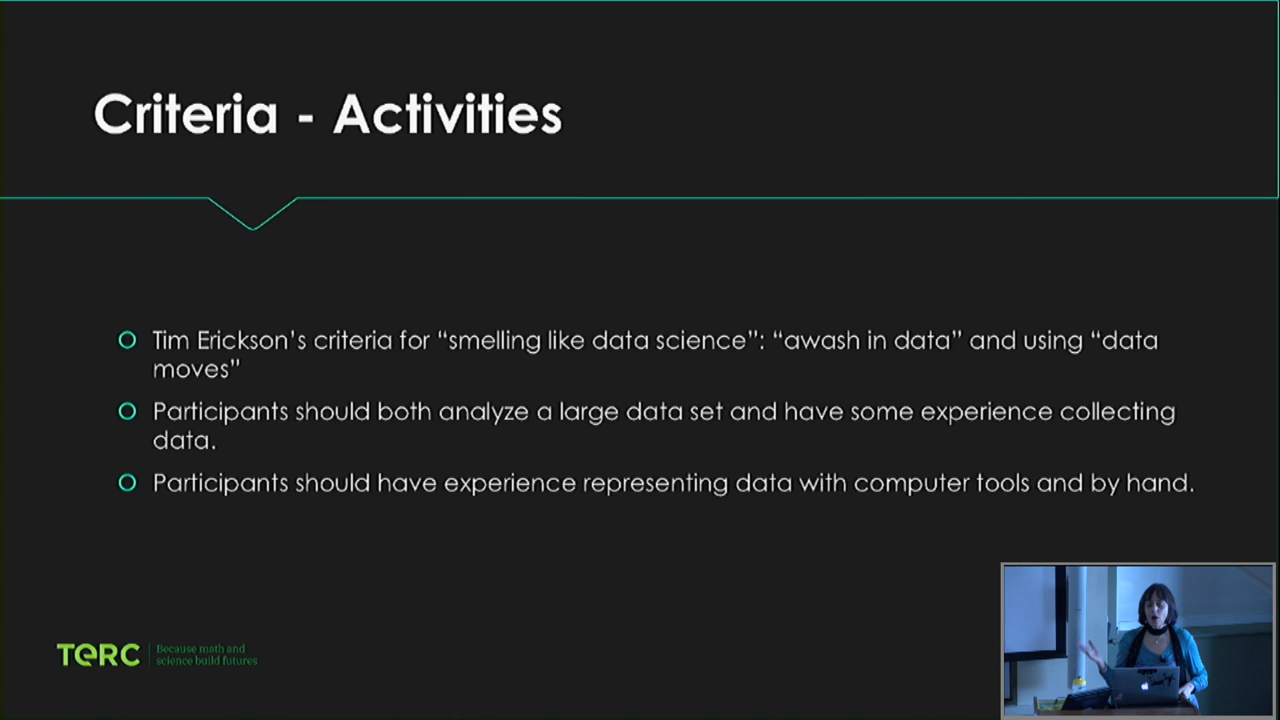 Criteria - Activities
Tim Erickson’s criteria for “smelling like data science”: “awash in data” and using “data
moves”
Participants should both analyze a large data set and have some experience collecting
data.
Participants should have experience representing data with computer tools and by hand.
TERC
Because math and
science build futures